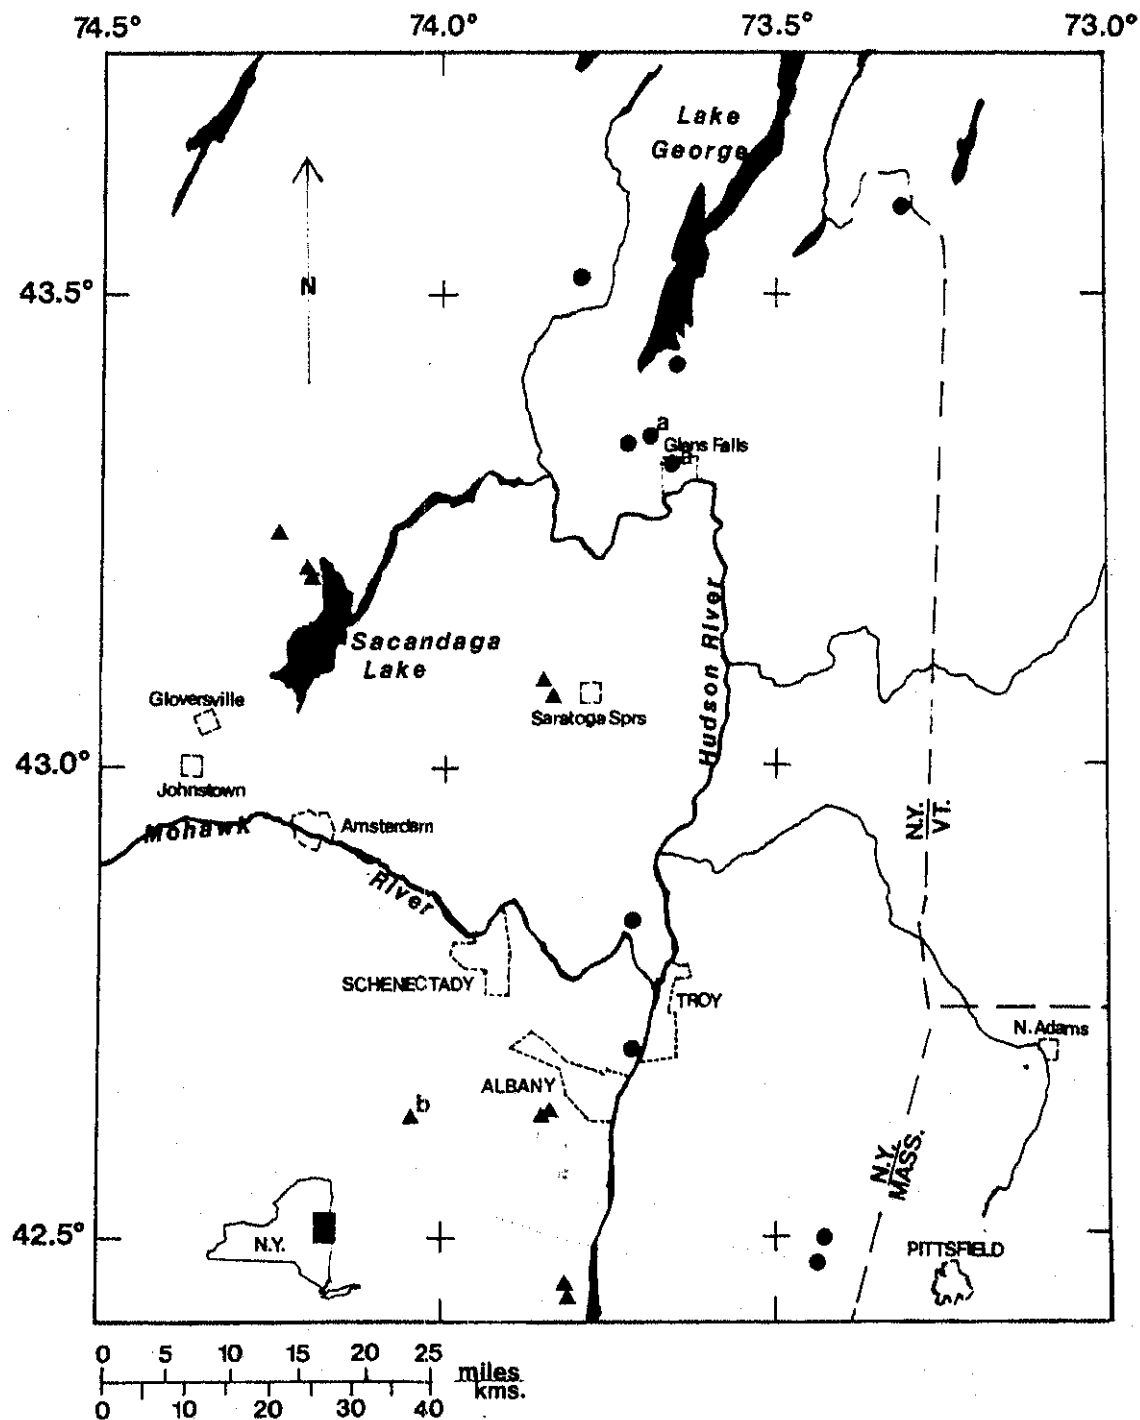 74.5° 74.0° 73.5° 73.0°
Lake
George
N
43.5°
a
Glens Falls
a
Sacandaga
Lake
Hudson River
Gloversville
Saratoga Sprs
43.0°
Johnstown
Mohawk
River
Amsterdam
N.Y.
VT.
SCHENECTADY
TROY
N. Adams
ALBANY
b
N.Y.
MASS.
42.5°
N.Y.
PITTSFIELD
0 5 10 15 20 25
miles
kms.
0 10 20 30 40